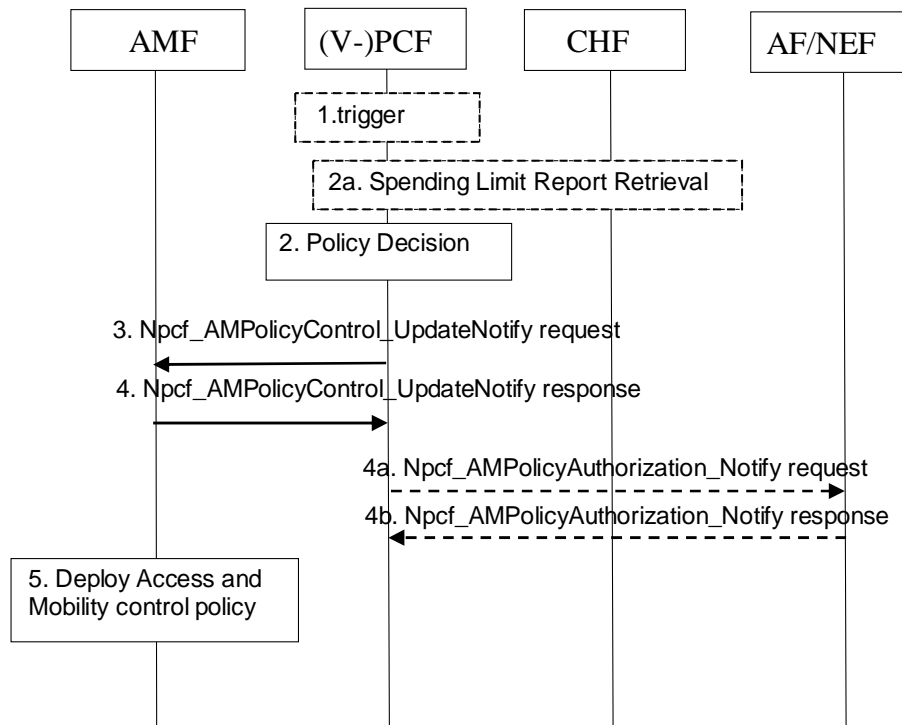 AMF
(V-)PCF
CHF
AF/NEF
1.trigger
2a. Spending Limit Report Retrieval
2. Policy Decision
3. Npcf_AMPolicyControl_UpdateNotify request
4. Npcf_AMPolicyControl_UpdateNotify response
4a. Npcf_AMPolicyAuthorization_Notify request
4b. Npcf_AMPolicyAuthorization_Notify response
5. Deploy Access and
Mobility control policy